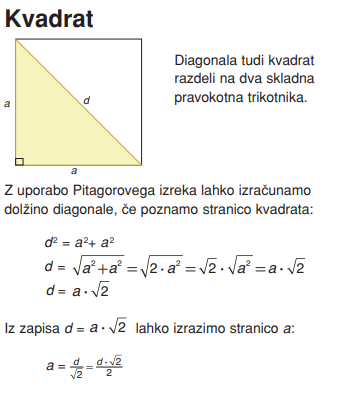 Kvadrat
Diagonala tudi kvadrat
razdeli na dva skladna
pravokotna trikotnika.
a
d
a
Z uporabo Pitagorovega izreka lahko izračunamo
dolžino diagonale, če poznamo stranico kvadrata:
d² = a²+ a²
d = √(a²+a²) = √(2·a²) = √2 · √(a²) = a · √2
d = a · √2
Iz zapisa d = a · √2 lahko izrazimo stranico a:
a = d/√2 = d·√2/2